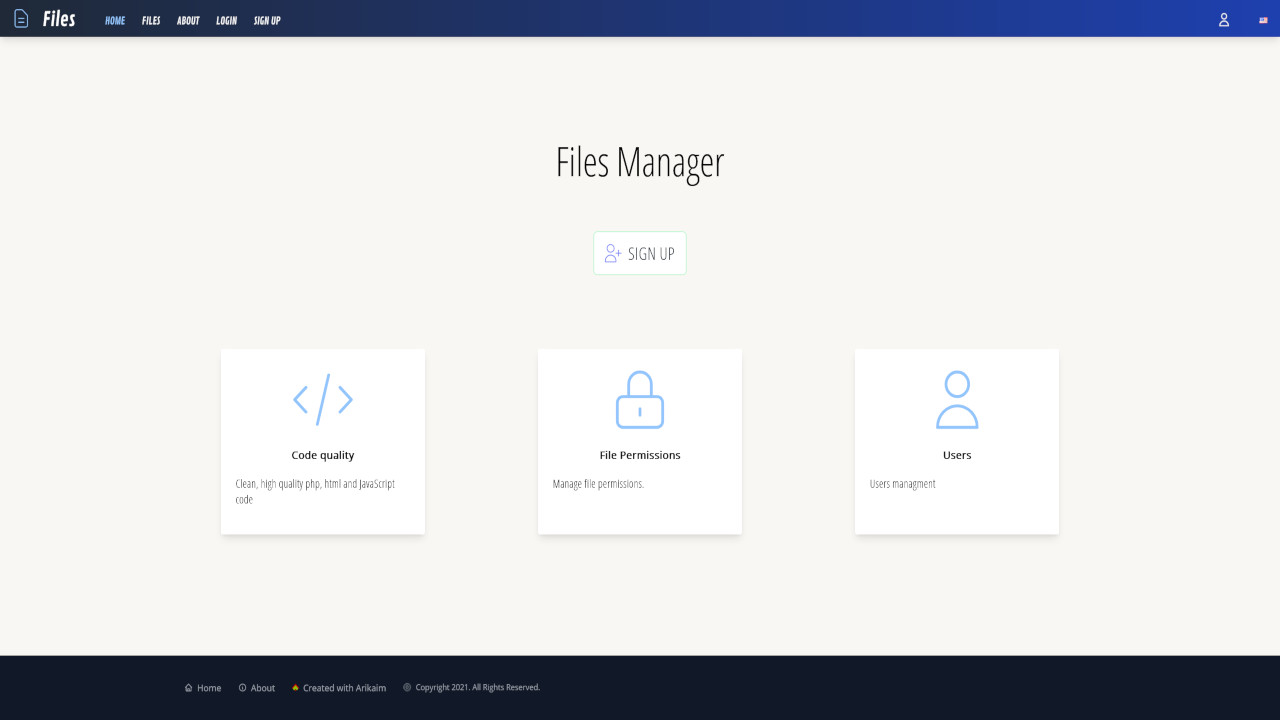 Files HOME FILES ABOUT LOGIN SIGN UP
Files Manager
SIGN UP
Code quality
Clean, high quality php, html and JavaScript
code
File Permissions
Manage file permissions.
Users
Users managment
Home About Created with Arikaim Copyright 2021. All Rights Reserved.